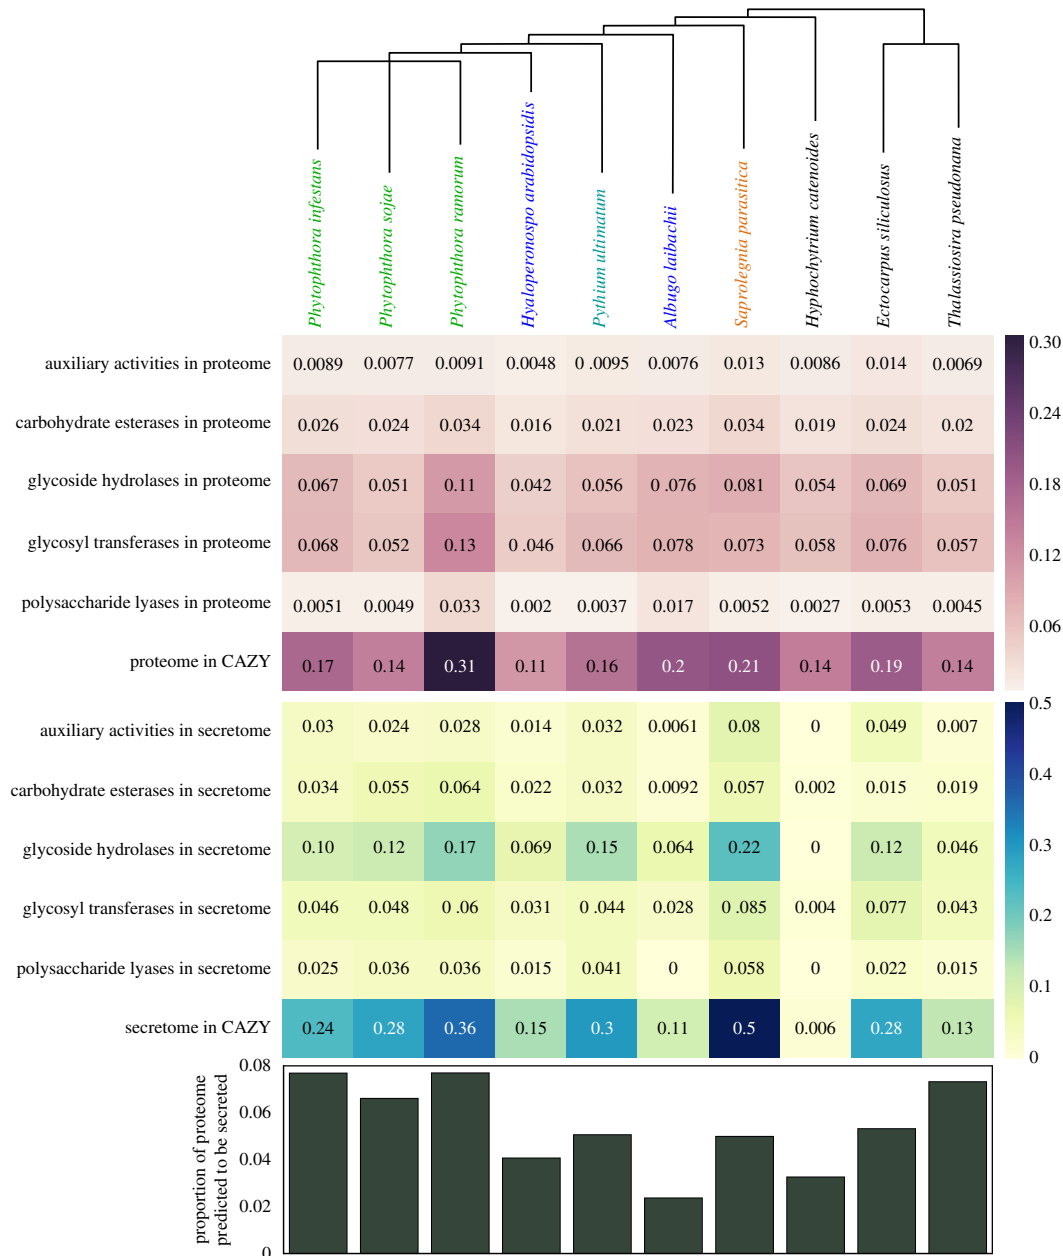 Phytophthora infestans
Phytophthora sojae
Phytophthora ramorum
Hyaloperonospo arabidopsidis
Pythium ultimatum
Albugo laibachii
Saprolegnia parasitica
Hyphochytrium catenoides
Ectocarpus siliculosus
Thalassiosira pseudonana
auxiliary activities in proteome 0.0089 0.0077 0.0091 0.0048 0 .0095 0.0076 0.013 0.0086 0.014 0.0069
carbohydrate esterases in proteome 0.026 0.024 0.034 0.016 0.021 0.023 0.034 0.019 0.024 0.02
glycoside hydrolases in proteome 0.067 0.051 0.11 0.042 0.056 0 .076 0.081 0.054 0.069 0.051
glycosyl transferases in proteome 0.068 0.052 0.13 0 .046 0.066 0.078 0.073 0.058 0.076 0.057
polysaccharide lyases in proteome 0.0051 0.0049 0.033 0.002 0.0037 0.017 0.0052 0.0027 0.0053 0.0045
proteome in CAZY 0.17 0.14 0.31 0.11 0.16 0.2 0.21 0.14 0.19 0.14
0.30
0.24
0.18
0.12
0.06
auxiliary activities in secretome 0.03 0.024 0.028 0.014 0.032 0.0061 0.08 0 0.049 0.007
carbohydrate esterases in secretome 0.034 0.055 0.064 0.022 0.032 0.0092 0.057 0.002 0.015 0.019
glycoside hydrolases in secretome 0.10 0.12 0.17 0.069 0.15 0.064 0.22 0 0.12 0.046
glycosyl transferases in secretome 0.046 0.048 0 .06 0.031 0 .044 0.028 0 .085 0.004 0.077 0.043
polysaccharide lyases in secretome 0.025 0.036 0.036 0.015 0.041 0 0.058 0 0.022 0.015
secretome in CAZY 0.24 0.28 0.36 0.15 0.3 0.11 0.5 0.006 0.28 0.13
0.5
0.4
0.3
0.2
0.1
0
proportion of proteome
predicted to be secreted
0.08
0.06
0.04
0.02
0